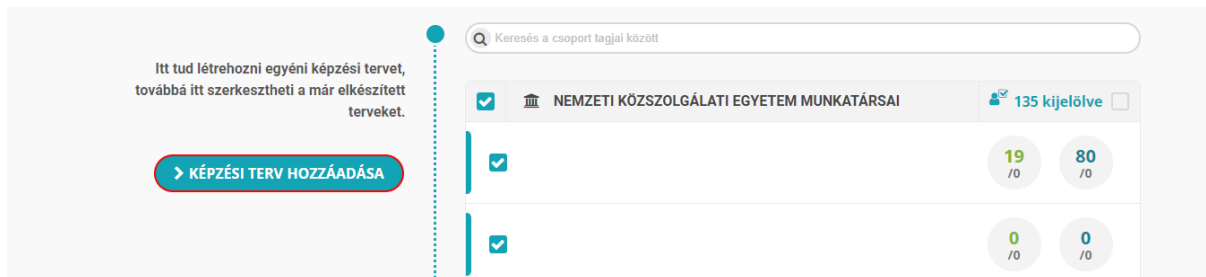 Keresés a csoport tagjai között
Itt tud létrehozni egyéni képzési tervet,
továbbá itt szerkesztheti a már elkészített
terveket.
KÉPZÉSI TERV HOZZÁADÁSA
NEMZETI KÖZSZOLGÁLATI EGYETEM MUNKATÁRSAI
135 kijelölve
19
/0
80
/0
0
/0
0
/0